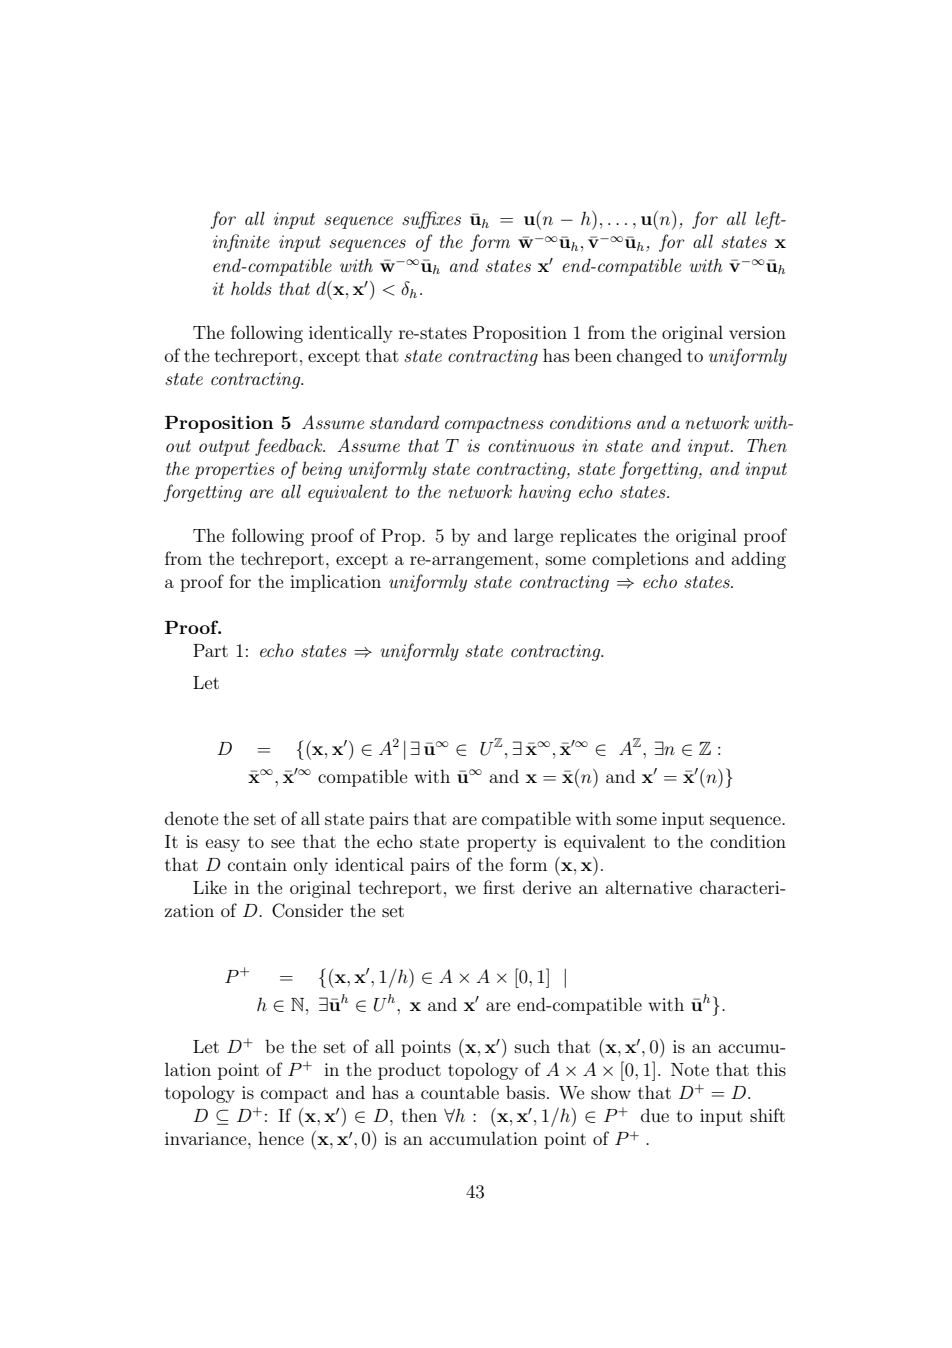 for all input sequence suffixes ūₕ = u(n − h), . . . , u(n), for all left-
infinite input sequences of the form w̄⁻∞ūₕ, v̄⁻∞ūₕ, for all states x
end-compatible with w̄⁻∞ūₕ and states x′ end-compatible with v̄⁻∞ūₕ
it holds that d(x, x′) < δₕ.
The following identically re-states Proposition 1 from the original version
of the techreport, except that state contracting has been changed to uniformly
state contracting.
Proposition 5 Assume standard compactness conditions and a network with-
out output feedback. Assume that T is continuous in state and input. Then
the properties of being uniformly state contracting, state forgetting, and input
forgetting are all equivalent to the network having echo states.
The following proof of Prop. 5 by and large replicates the original proof
from the techreport, except a re-arrangement, some completions and adding
a proof for the implication uniformly state contracting ⇒ echo states.
Proof.
Part 1: echo states ⇒ uniformly state contracting.
Let
D = {(x, x′) ∈ A² | ∃ ū^∞ ∈ U^ℤ, ∃ x̄^∞, x̄′^∞ ∈ A^ℤ, ∃n ∈ ℤ :
x̄^∞, x̄′^∞ compatible with ū^∞ and x = x̄(n) and x′ = x̄′(n)}
denote the set of all state pairs that are compatible with some input sequence.
It is easy to see that the echo state property is equivalent to the condition
that D contain only identical pairs of the form (x, x).
Like in the original techreport, we first derive an alternative characteri-
zation of D. Consider the set
P⁺ = {(x, x′, 1/h) ∈ A × A × [0, 1] |
h ∈ ℕ, ∃ūʰ ∈ Uʰ, x and x′ are end-compatible with ūʰ}.
Let D⁺ be the set of all points (x, x′) such that (x, x′, 0) is an accumu-
lation point of P⁺ in the product topology of A × A × [0, 1]. Note that this
topology is compact and has a countable basis. We show that D⁺ = D.
D ⊆ D⁺: If (x, x′) ∈ D, then ∀h : (x, x′, 1/h) ∈ P⁺ due to input shift
invariance, hence (x, x′, 0) is an accumulation point of P⁺ .
43